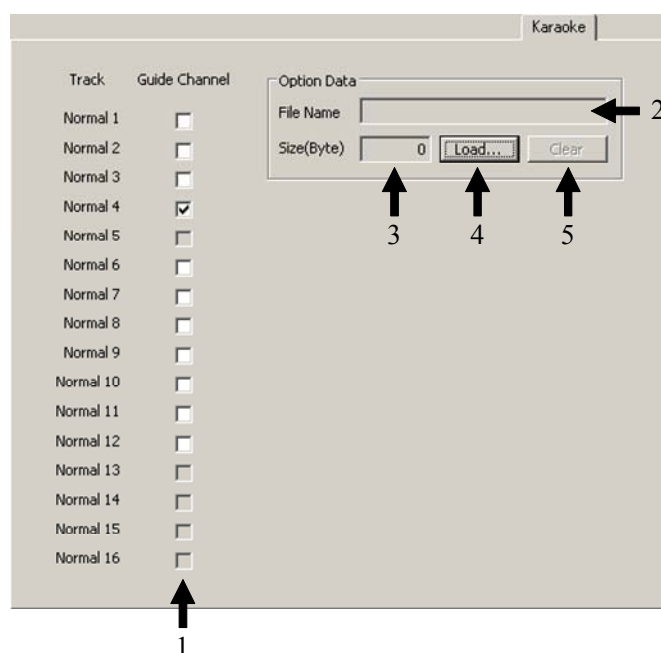 Karaoke
Track Guide Channel
Normal 1
Normal 2
Normal 3
Normal 4
Normal 5
Normal 6
Normal 7
Normal 8
Normal 9
Normal 10
Normal 11
Normal 12
Normal 13
Normal 14
Normal 15
Normal 16
1
Option Data
File Name
2
Size(Byte) 0 Load... Clear
3 4 5